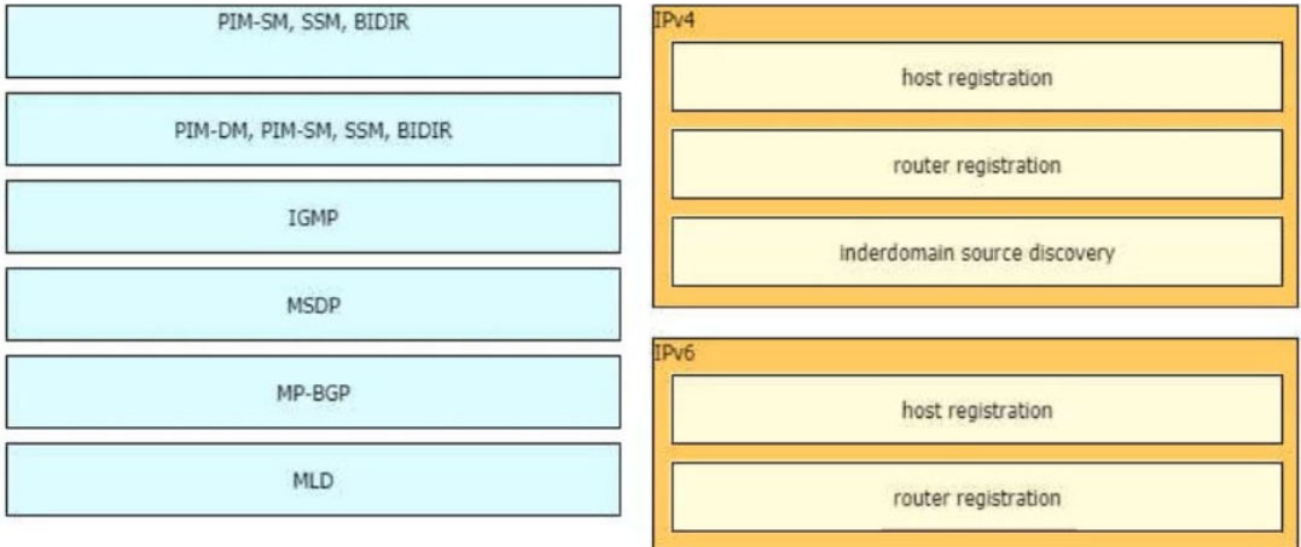 PIM-SM, SSM, BIDIR
PIM-DM, PIM-SM, SSM, BIDIR
IGMP
MSDP
MP-BGP
MLD
IPv4
host registration
router registration
inderdomain source discovery
IPv6
host registration
router registration